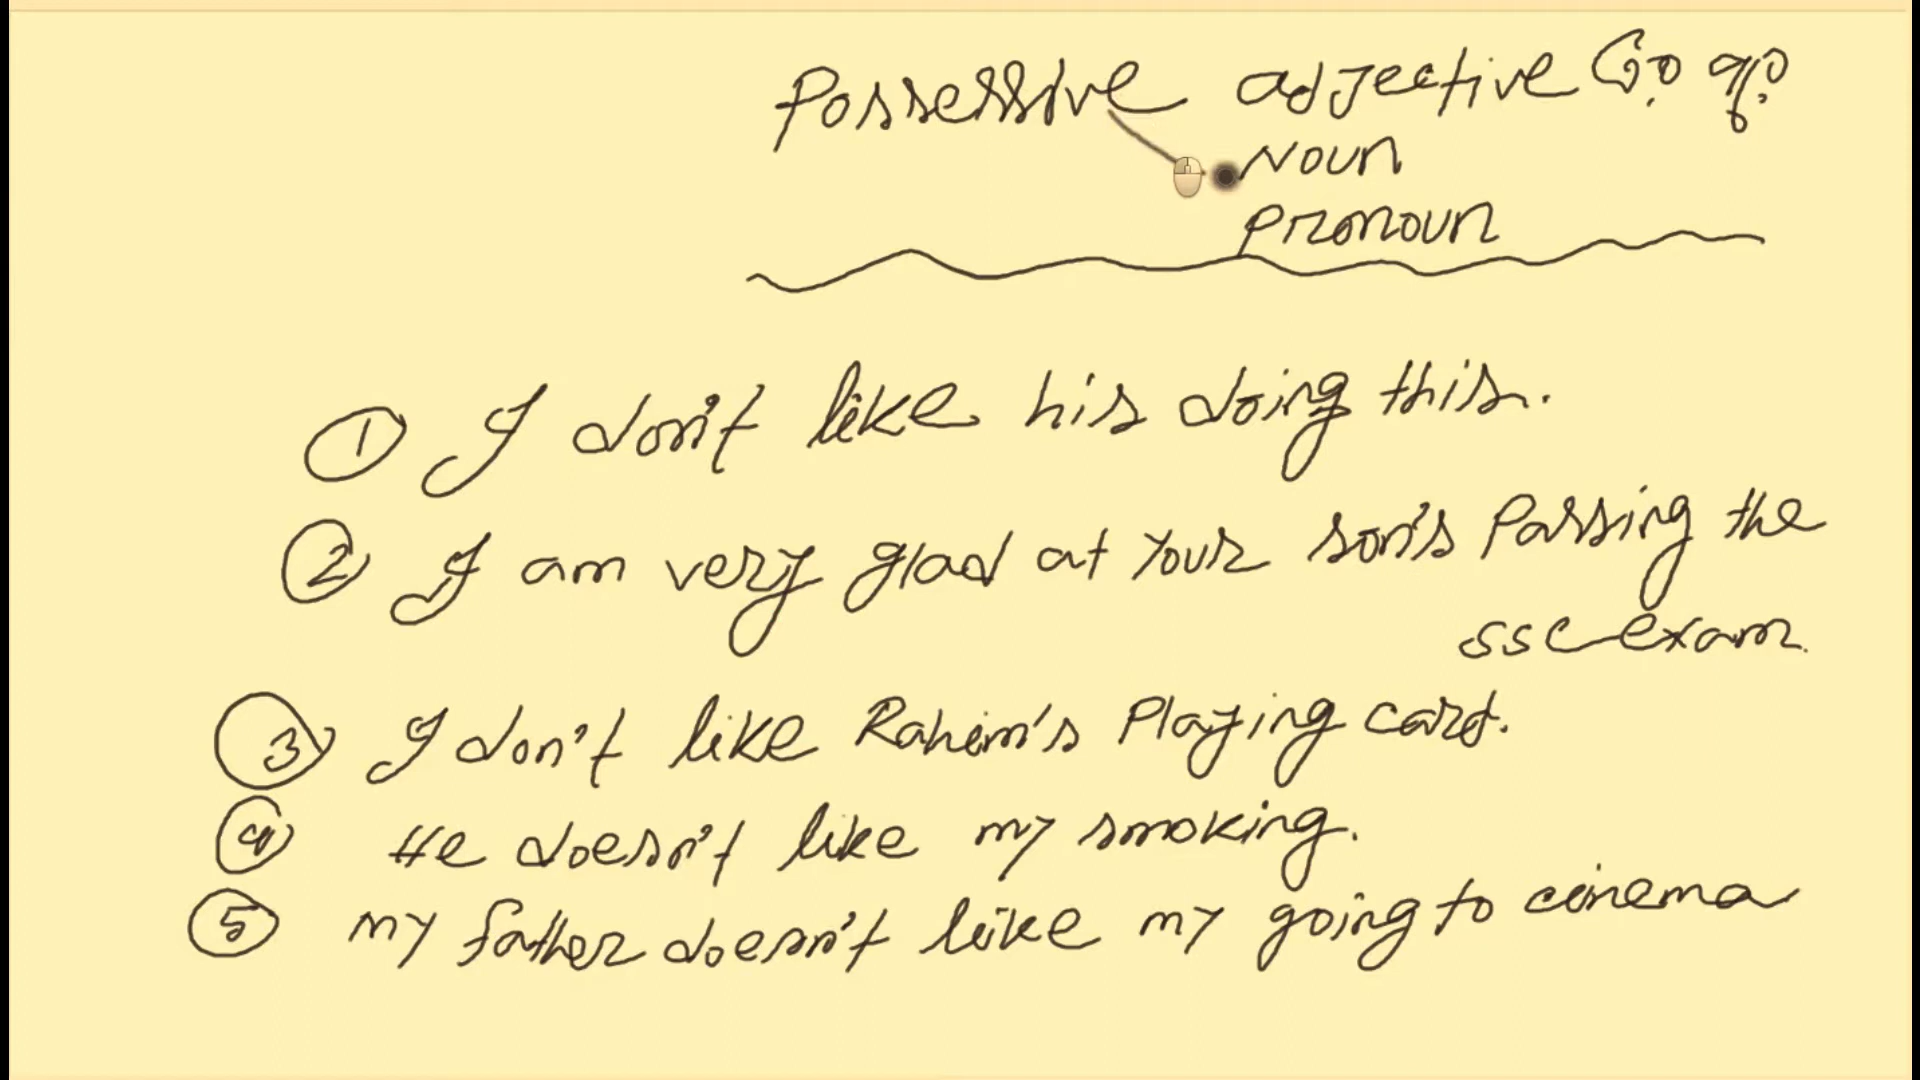 Possessive adjective
Noun
Pronoun
① I don't like his doing this.
② I am very glad at your son's passing the
SSC exam.
③ I don't like Rahim's Playing card.
④ He doesn't like my smoking.
⑤ my father doesn't like my going to cinema